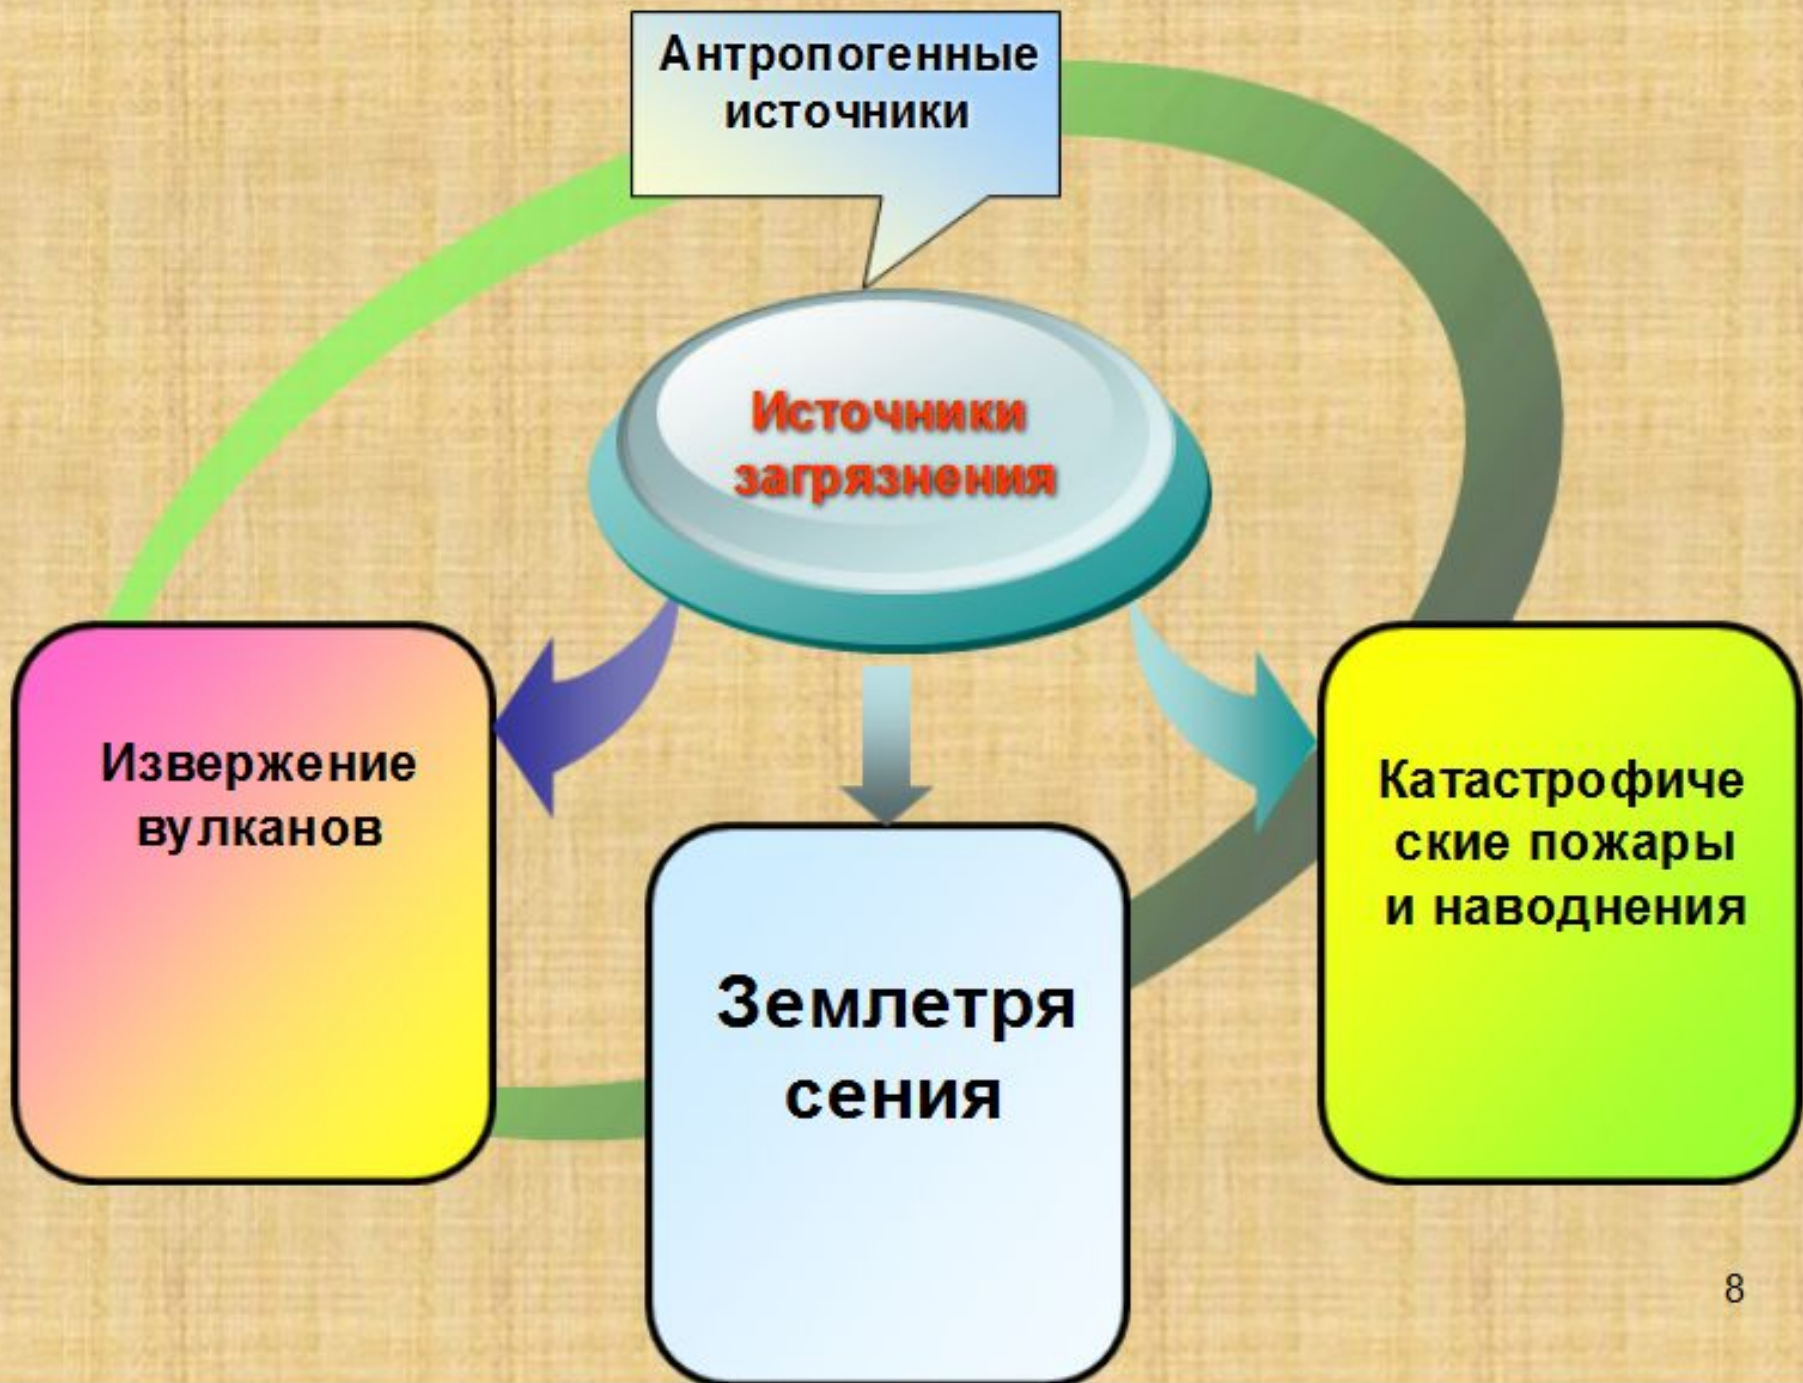 Антропогенные
источники
Источники
загрязнения
Извержение
вулканов
Землетря
сения
Катастрофиче
ские пожары
и наводнения
8